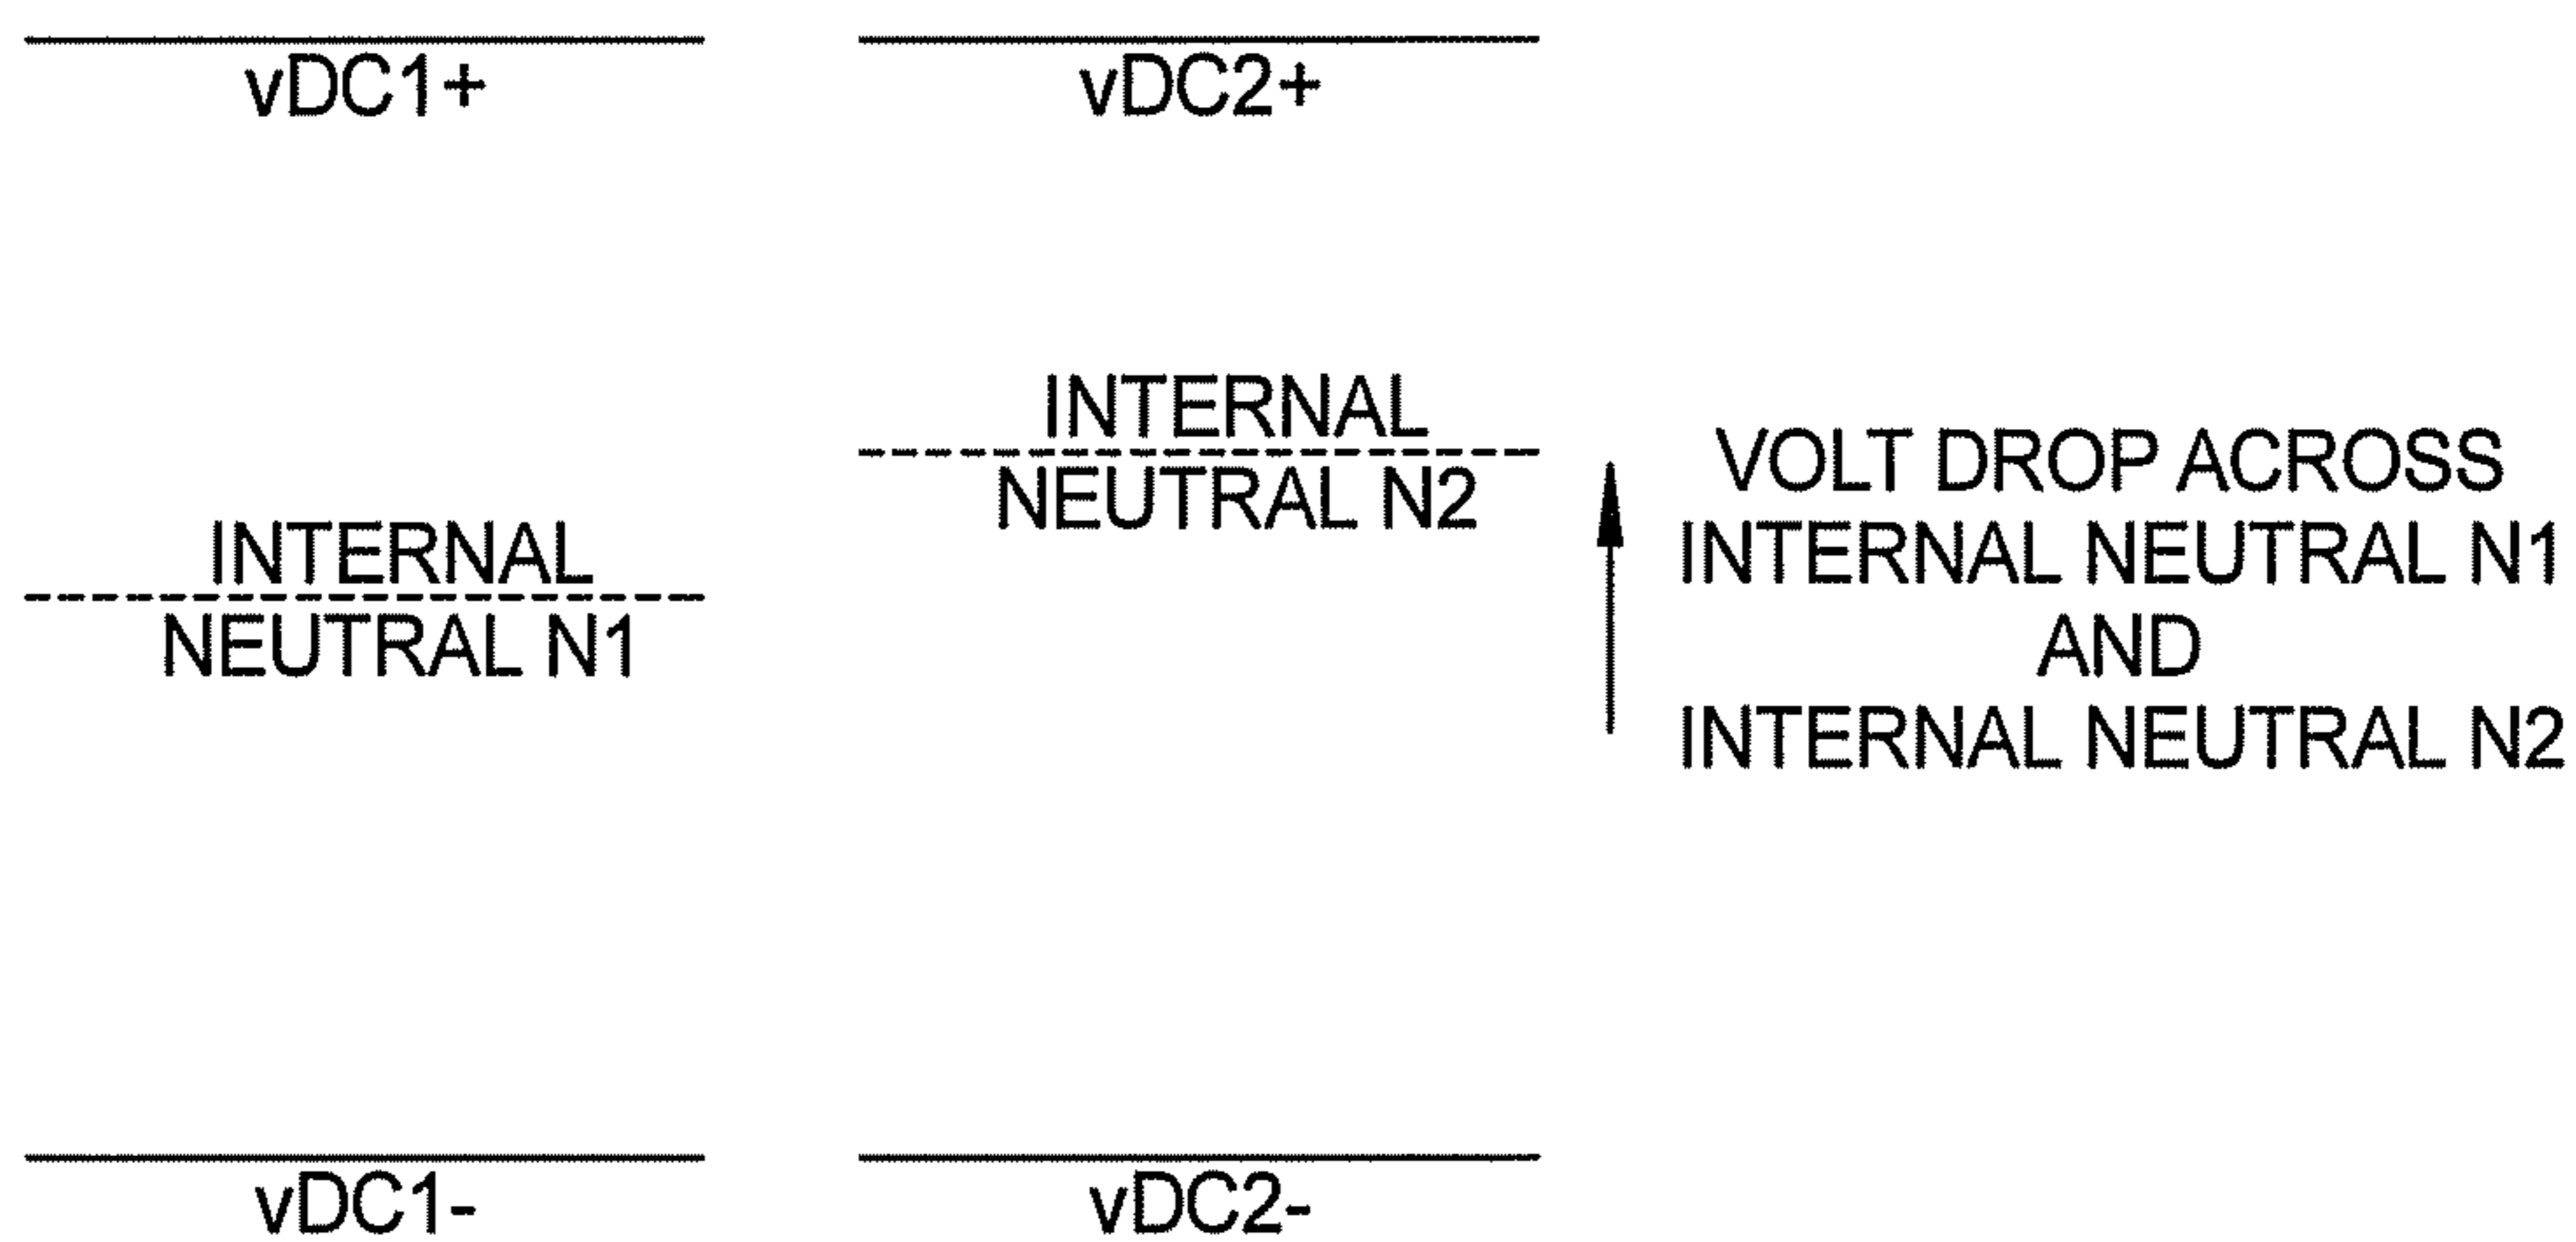 vDC1+
vDC2+
INTERNAL
NEUTRAL N1
INTERNAL
NEUTRAL N2
VOLT DROP ACROSS
INTERNAL NEUTRAL N1
AND
INTERNAL NEUTRAL N2
vDC1-
vDC2-